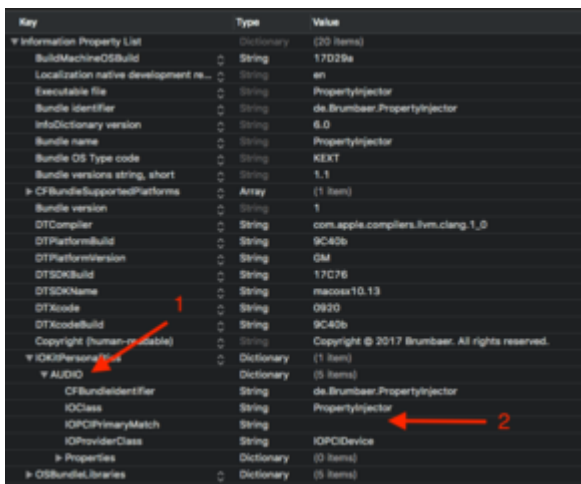 Key Type Value
Information Property List Dictionary (20 items)
BuildMachineOSBuild String 17D29a
Localization native development re... String en
Executable file String PropertyInjector
Bundle identifier String de.Brumbaer.PropertyInjector
InfoDictionary version String 6.0
Bundle name String PropertyInjector
Bundle OS Type code String KEXT
Bundle versions string, short String 1.1
CFBundleSupportedPlatforms Array (1 item)
Bundle version String 1
DTCompiler String com.apple.compilers.llvm.clang.1_0
DTPlatformBuild String 9C40b
DTPlatformVersion String GM
DTSDKBuild String 17C76
DTSDKName String macosx10.13
DTXcode String 0920
DTXcodeBuild String 9C40b
1
Copyright (human-readable) String Copyright © 2017 Brumbaer. All rights reserved.
IOKitPersonalities Dictionary (1 item)
AUDIO Dictionary (5 items)
CFBundleIdentifier String de.Brumbaer.PropertyInjector
IOClass String PropertyInjector
IOPCIPrimaryMatch String
2
IOProviderClass String IOPCIDevice
Properties Dictionary (0 items)
OSBundleLibraries Dictionary (5 items)